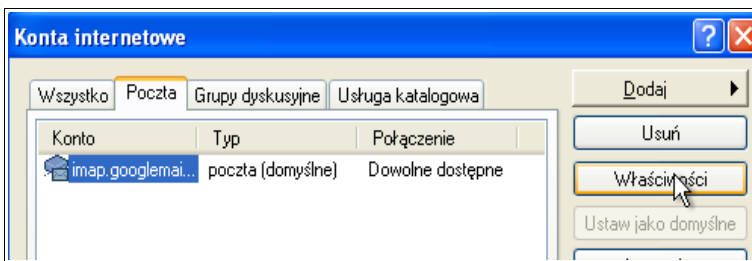 Konta internetowe
Wszystko Poczta Grupy dyskusyjne Usługa katalogowa
Konto Typ Połączenie
imap.googlemai... poczta (domyślne) Dowolne dostępne
Dodaj
Usuń
Właściwości
Ustaw jako domyślne